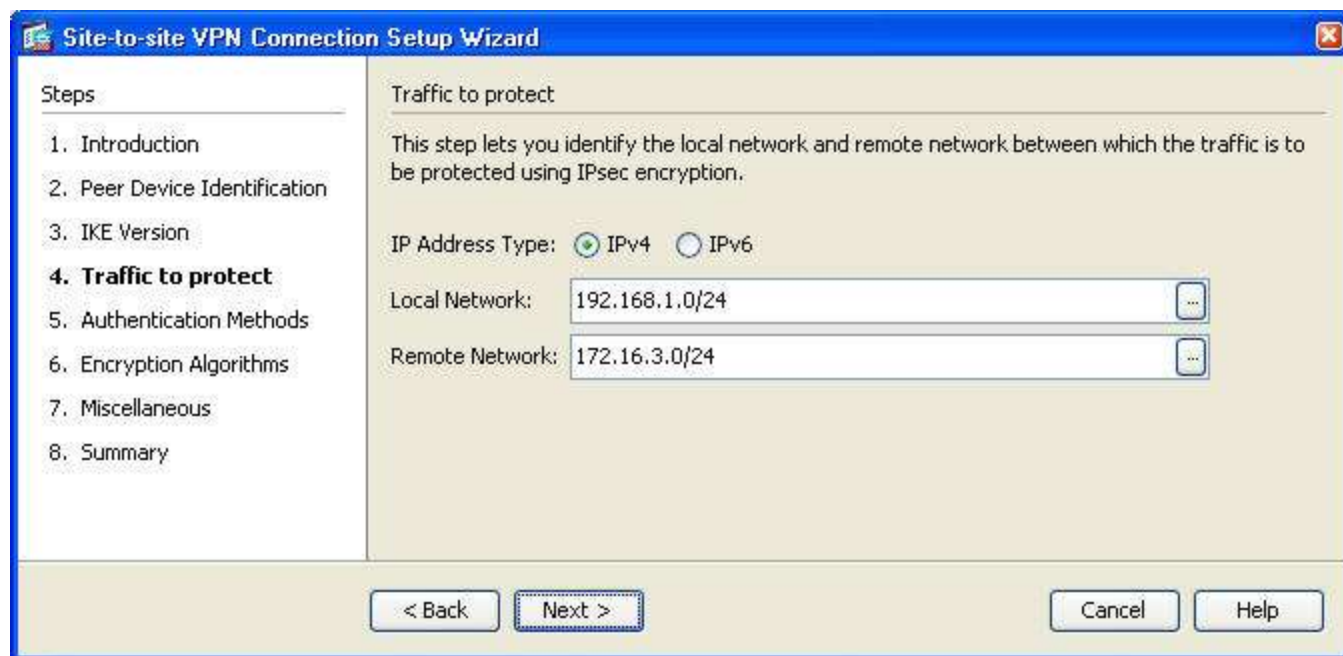 Site-to-site VPN Connection Setup Wizard
Steps
1. Introduction
2. Peer Device Identification
3. IKE Version
4. Traffic to protect
5. Authentication Methods
6. Encryption Algorithms
7. Miscellaneous
8. Summary
Traffic to protect
This step lets you identify the local network and remote network between which the traffic is to
be protected using IPsec encryption.
IP Address Type: IPv4 IPv6
Local Network: 192.168.1.0/24 ...
Remote Network: 172.16.3.0/24 ...
< Back Next > Cancel Help